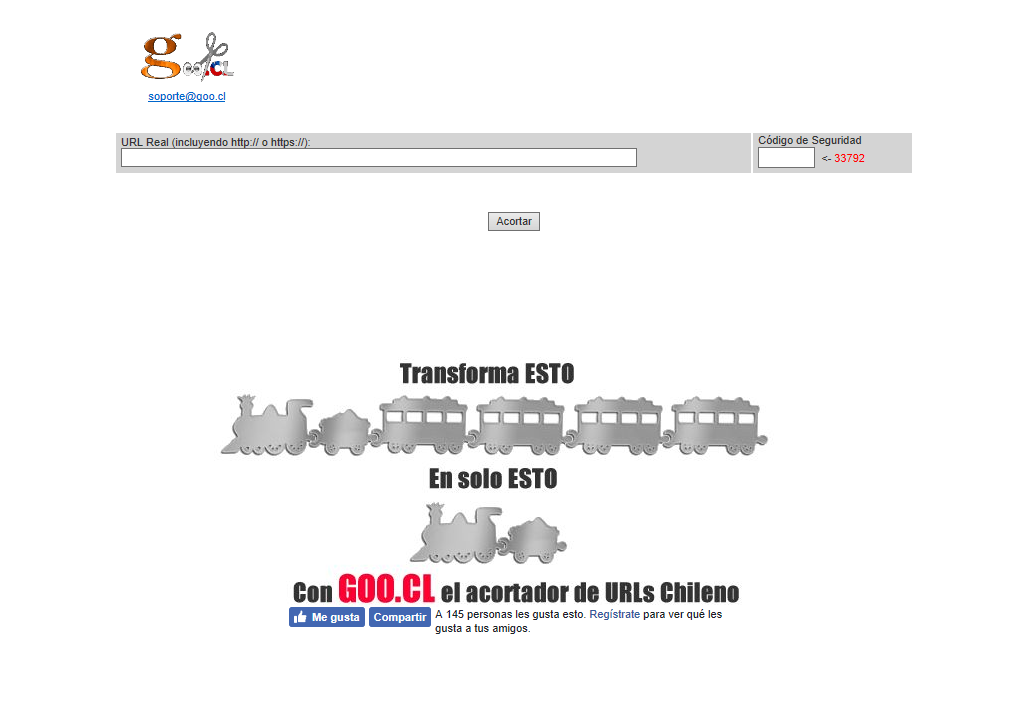 goo.CL
soporte@goo.cl
URL Real (incluyendo http:// o https://):
Código de Seguridad
<- 33792
Acortar
Transforma ESTO
En solo ESTO
Con GOO.CL el acortador de URLs Chileno
Me gusta Compartir A 145 personas les gusta esto. Regístrate para ver qué les
gusta a tus amigos.